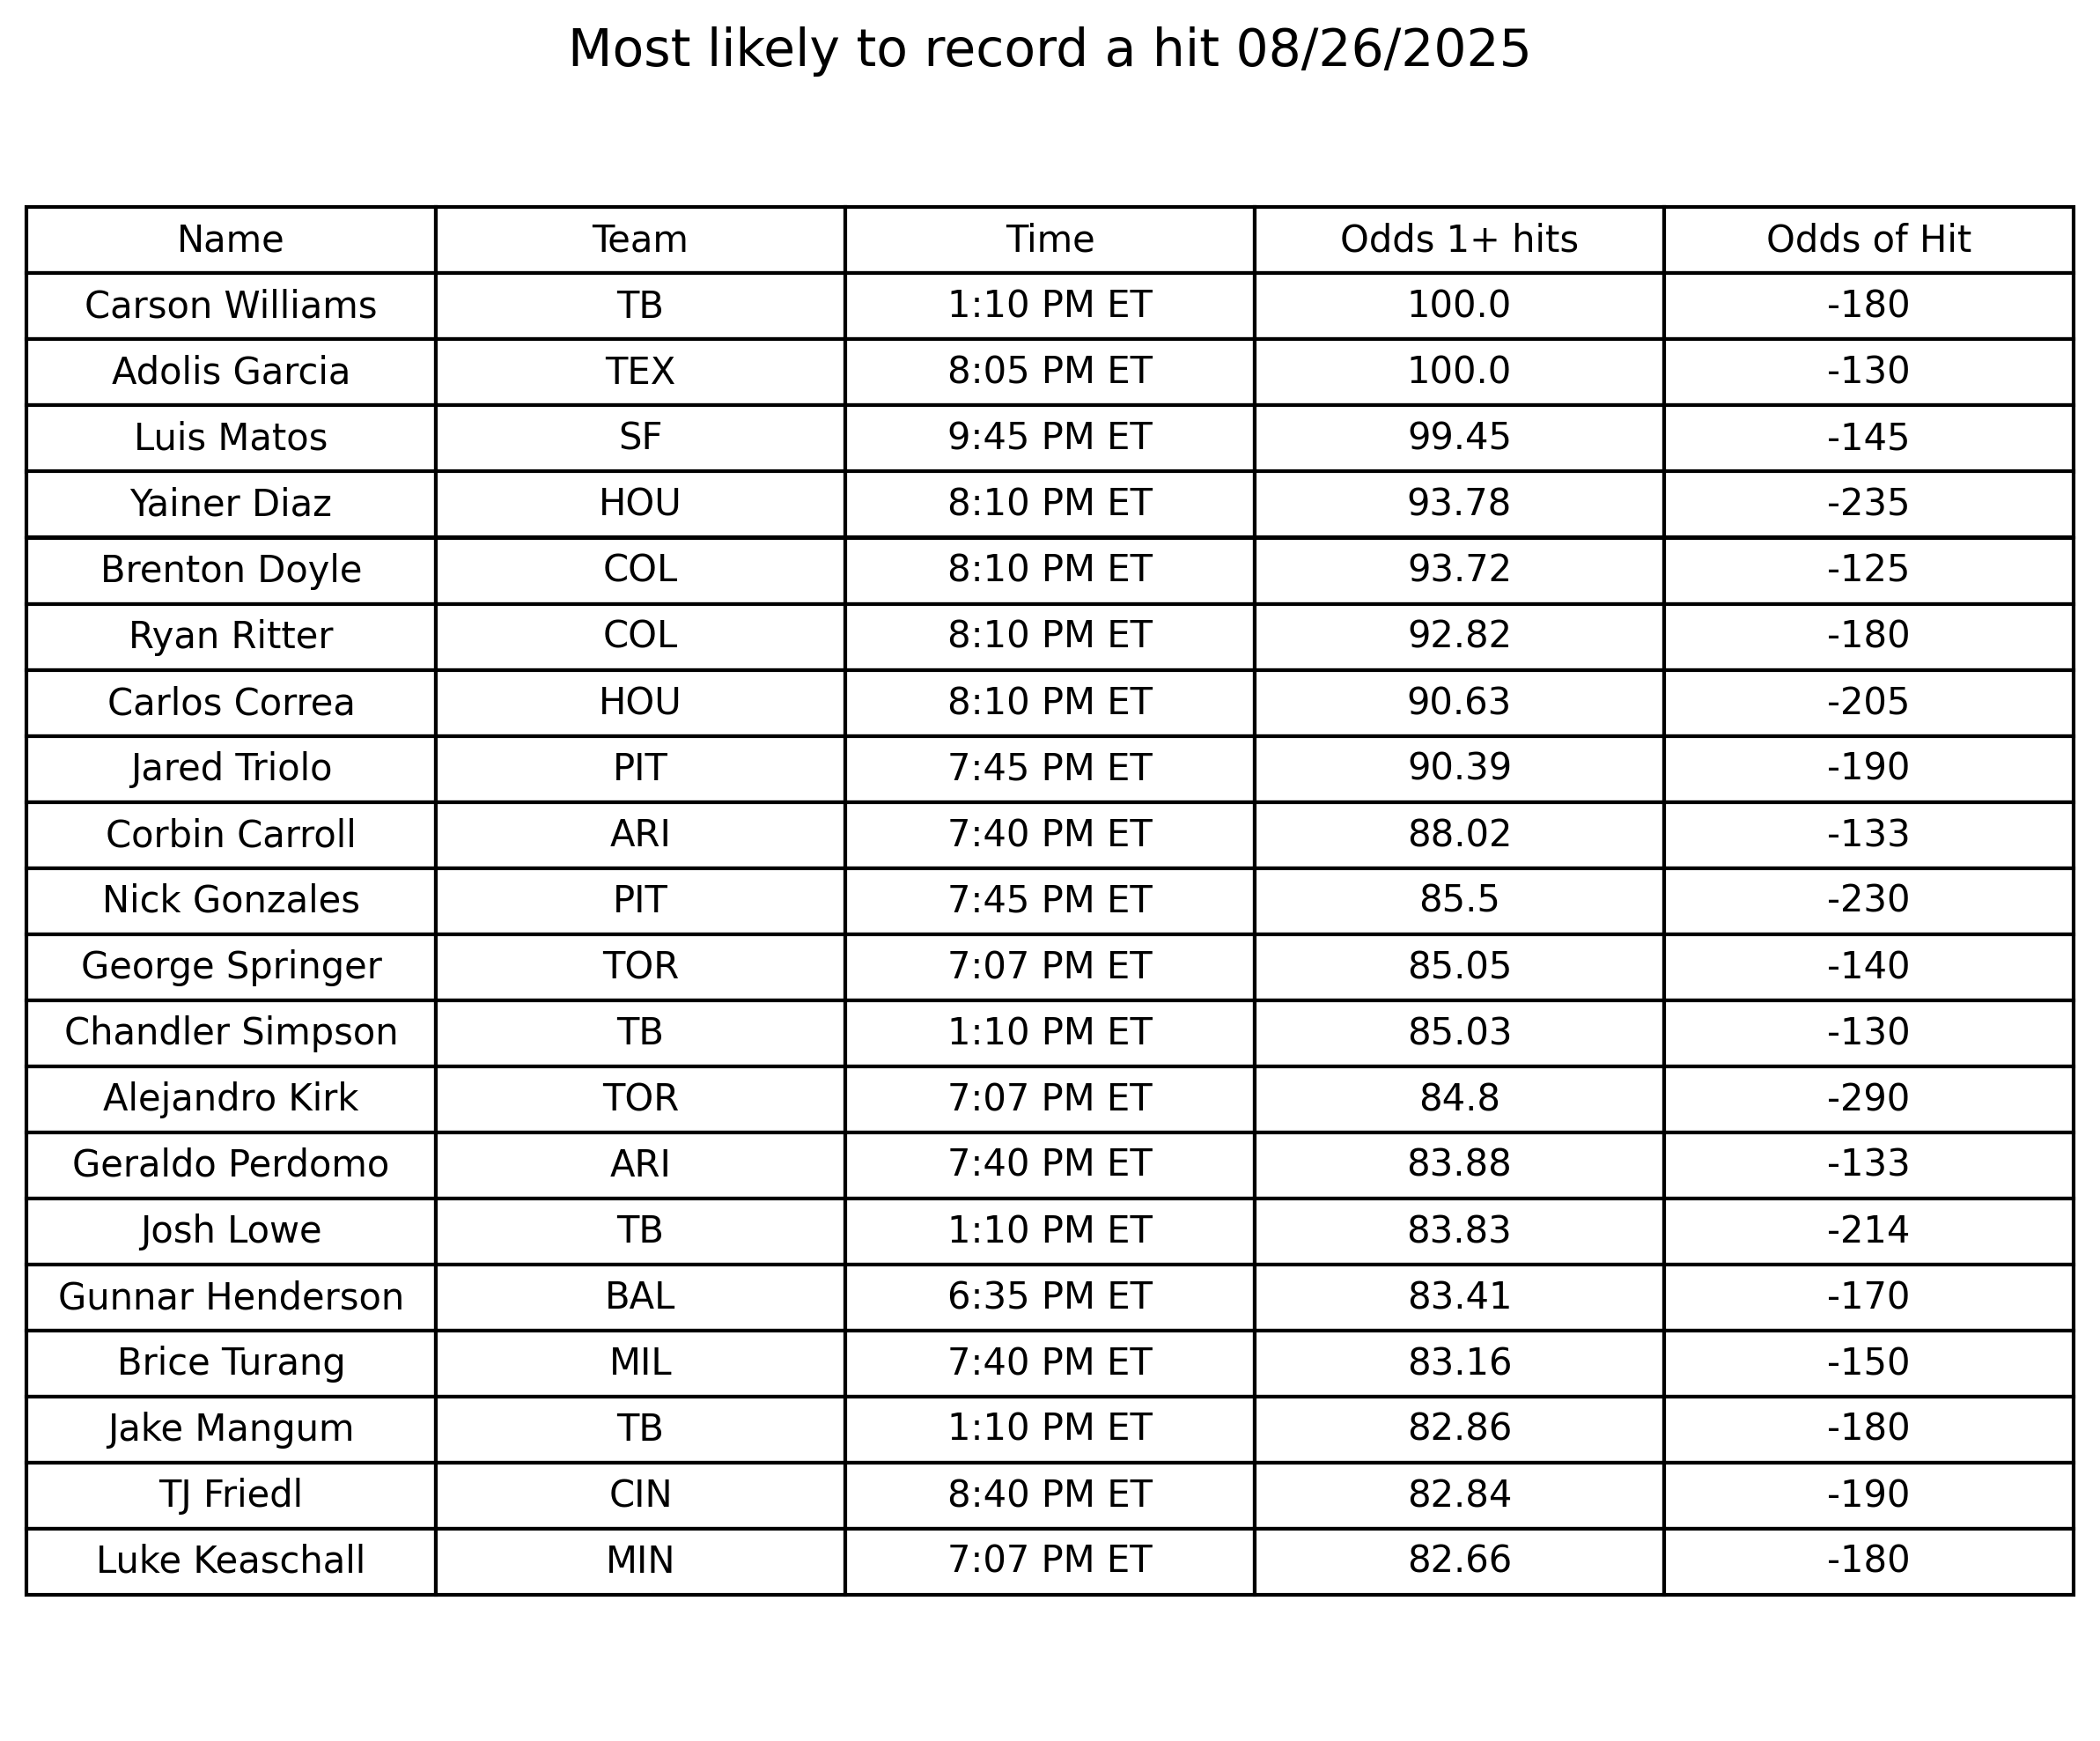 Most likely to record a hit 08/26/2025
Name Team Time Odds 1+ hits Odds of Hit
Carson Williams TB 1:10 PM ET 100.0 -180
Adolis Garcia TEX 8:05 PM ET 100.0 -130
Luis Matos SF 9:45 PM ET 99.45 -145
Yainer Diaz HOU 8:10 PM ET 93.78 -235
Brenton Doyle COL 8:10 PM ET 93.72 -125
Ryan Ritter COL 8:10 PM ET 92.82 -180
Carlos Correa HOU 8:10 PM ET 90.63 -205
Jared Triolo PIT 7:45 PM ET 90.39 -190
Corbin Carroll ARI 7:40 PM ET 88.02 -133
Nick Gonzales PIT 7:45 PM ET 85.5 -230
George Springer TOR 7:07 PM ET 85.05 -140
Chandler Simpson TB 1:10 PM ET 85.03 -130
Alejandro Kirk TOR 7:07 PM ET 84.8 -290
Geraldo Perdomo ARI 7:40 PM ET 83.88 -133
Josh Lowe TB 1:10 PM ET 83.83 -214
Gunnar Henderson BAL 6:35 PM ET 83.41 -170
Brice Turang MIL 7:40 PM ET 83.16 -150
Jake Mangum TB 1:10 PM ET 82.86 -180
TJ Friedl CIN 8:40 PM ET 82.84 -190
Luke Keaschall MIN 7:07 PM ET 82.66 -180